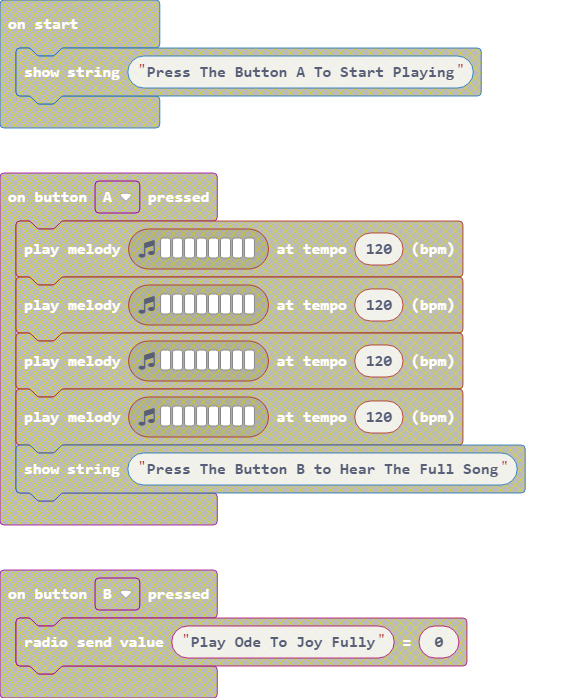 on start
show string "Press The Button A To Start Playing"
on button A pressed
play melody at tempo 120 (bpm)
play melody at tempo 120 (bpm)
play melody at tempo 120 (bpm)
play melody at tempo 120 (bpm)
show string "Press The Button B to Hear The Full Song"
on button B pressed
radio send value "Play Ode To Joy Fully" = 0